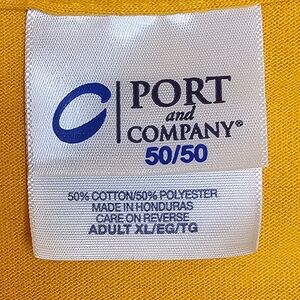 PORT
and
COMPANY®
50/50
50% COTTON/50% POLYESTER
MADE IN HONDURAS
CARE ON REVERSE
ADULT XL/EG/TG